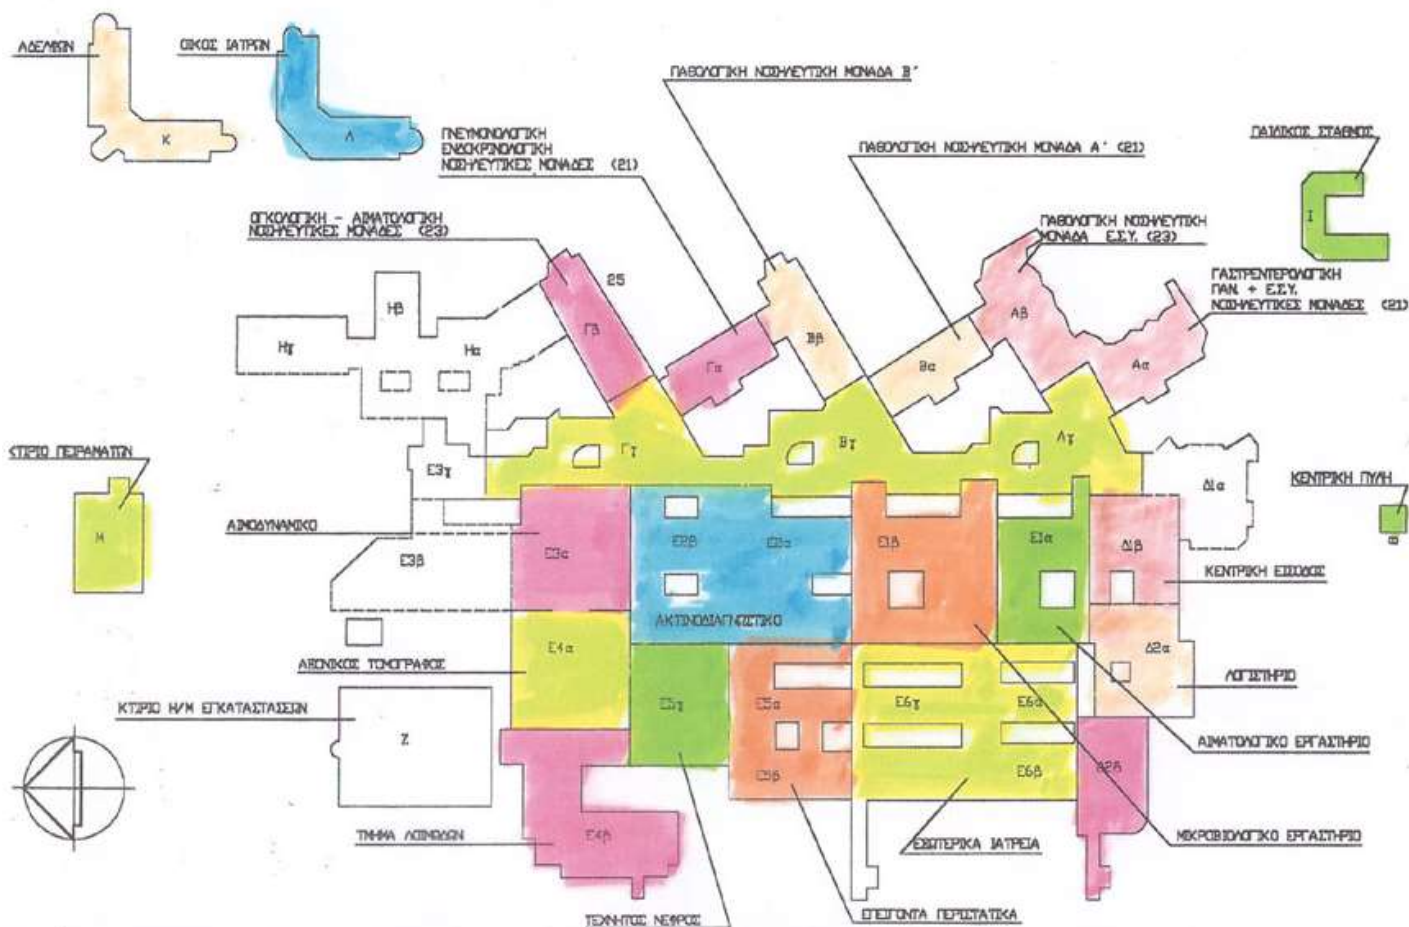 ΑΔΕΛΦΩΝ
ΟΙΚΟΣ ΙΑΤΡΩΝ
Κ
Λ
ΠΑΘΟΛΟΓΙΚΗ ΝΟΣΗΛΕΥΤΙΚΗ ΜΟΝΑΔΑ Β'
ΠΝΕΥΜΟΝΟΛΟΓΙΚΗ
ΕΝΔΟΚΡΙΝΟΛΟΓΙΚΗ
ΝΟΣΗΛΕΥΤΙΚΕΣ ΜΟΝΑΔΕΣ (21)
ΠΑΘΟΛΟΓΙΚΗ ΝΟΣΗΛΕΥΤΙΚΗ ΜΟΝΑΔΑ Α' (21)
ΠΑΙΔΙΚΟΣ ΣΤΑΘΜΟΣ
Ι
ΟΓΚΟΛΟΓΙΚΗ - ΑΙΜΑΤΟΛΟΓΙΚΗ
ΝΟΣΗΛΕΥΤΙΚΕΣ ΜΟΝΑΔΕΣ (23)
ΠΑΘΟΛΟΓΙΚΗ ΝΟΣΗΛΕΥΤΙΚΗ
ΜΟΝΑΔΑ Ε.Σ.Υ. (23)
ΓΑΣΤΡΕΝΤΕΡΟΛΟΓΙΚΗ
ΠΑΝ. + Ε.Σ.Υ.
ΝΟΣΗΛΕΥΤΙΚΕΣ ΜΟΝΑΔΕΣ (21)
25
Ηβ
Ηγ
Ηα
Γβ
Γα
Ββ
Βα
Αβ
Αα
Γγ
Βγ
Αγ
ΚΤΙΡΙΟ ΠΕΙΡΑΜΑΤΩΝ
Μ
Ε3γ
Δ1α
ΚΕΝΤΡΙΚΗ ΠΥΛΗ
Θ
ΑΙΜΟΔΥΝΑΜΙΚΟ
Ε3β
Ε3α
Ε2β
Ε2α
Ε1β
Ε1α
Δ1β
ΚΕΝΤΡΙΚΗ ΕΙΣΟΔΟΣ
ΑΚΤΙΝΟΔΙΑΓΝΩΣΤΙΚΟ
Ε4α
ΑΞΟΝΙΚΟΣ ΤΟΜΟΓΡΑΦΟΣ
Δ2α
ΛΟΓΙΣΤΗΡΙΟ
ΚΤΙΡΙΟ Η/Μ ΕΓΚΑΤΑΣΤΑΣΕΩΝ
Ζ
Ε5γ
Ε5α
Ε6γ
Ε6α
ΑΙΜΑΤΟΛΟΓΙΚΟ ΕΡΓΑΣΤΗΡΙΟ
Ε5β
Ε6β
Δ2β
ΤΜΗΜΑ ΛΟΙΜΩΔΩΝ
Ε4β
ΕΞΩΤΕΡΙΚΑ ΙΑΤΡΕΙΑ
ΜΙΚΡΟΒΙΟΛΟΓΙΚΟ ΕΡΓΑΣΤΗΡΙΟ
ΤΕΧΝΗΤΟΣ ΝΕΦΡΟΣ
ΕΠΕΙΓΟΝΤΑ ΠΕΡΙΣΤΑΤΙΚΑ